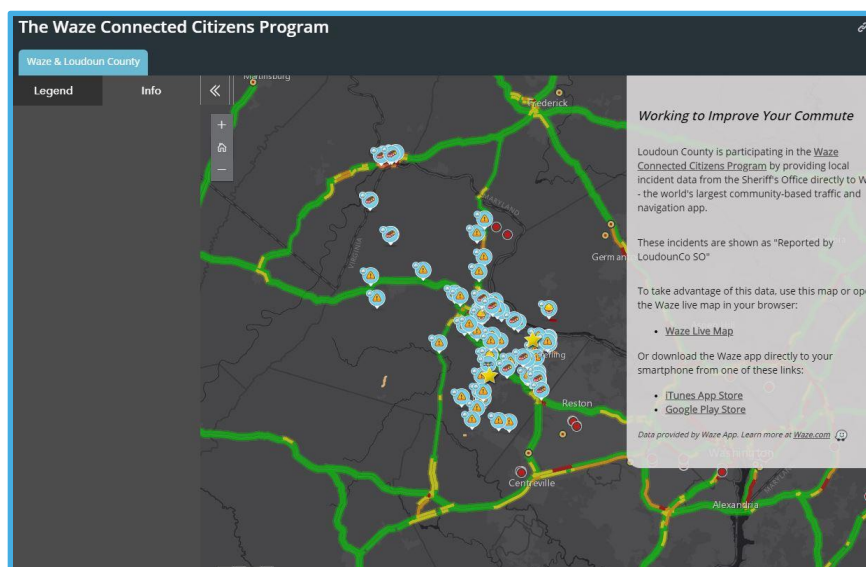 The Waze Connected Citizens Program
Waze & Loudoun County
Legend
Info
Frederick
MARYLAND
VIRGINIA
German
Reston
Centreville
Washington
Alexandria
Working to Improve Your Commute
Loudoun County is participating in the Waze
Connected Citizens Program by providing local
incident data from the Sheriff's Office directly to W
- the world's largest community-based traffic and
navigation app.
These incidents are shown as "Reported by
LoudounCo SO"
To take advantage of this data, use this map or ope
the Waze live map in your browser:
• Waze Live Map
Or download the Waze app directly to your
smartphone from one of these links:
• iTunes App Store
• Google Play Store
Data provided by Waze App. Learn more at Waze.com